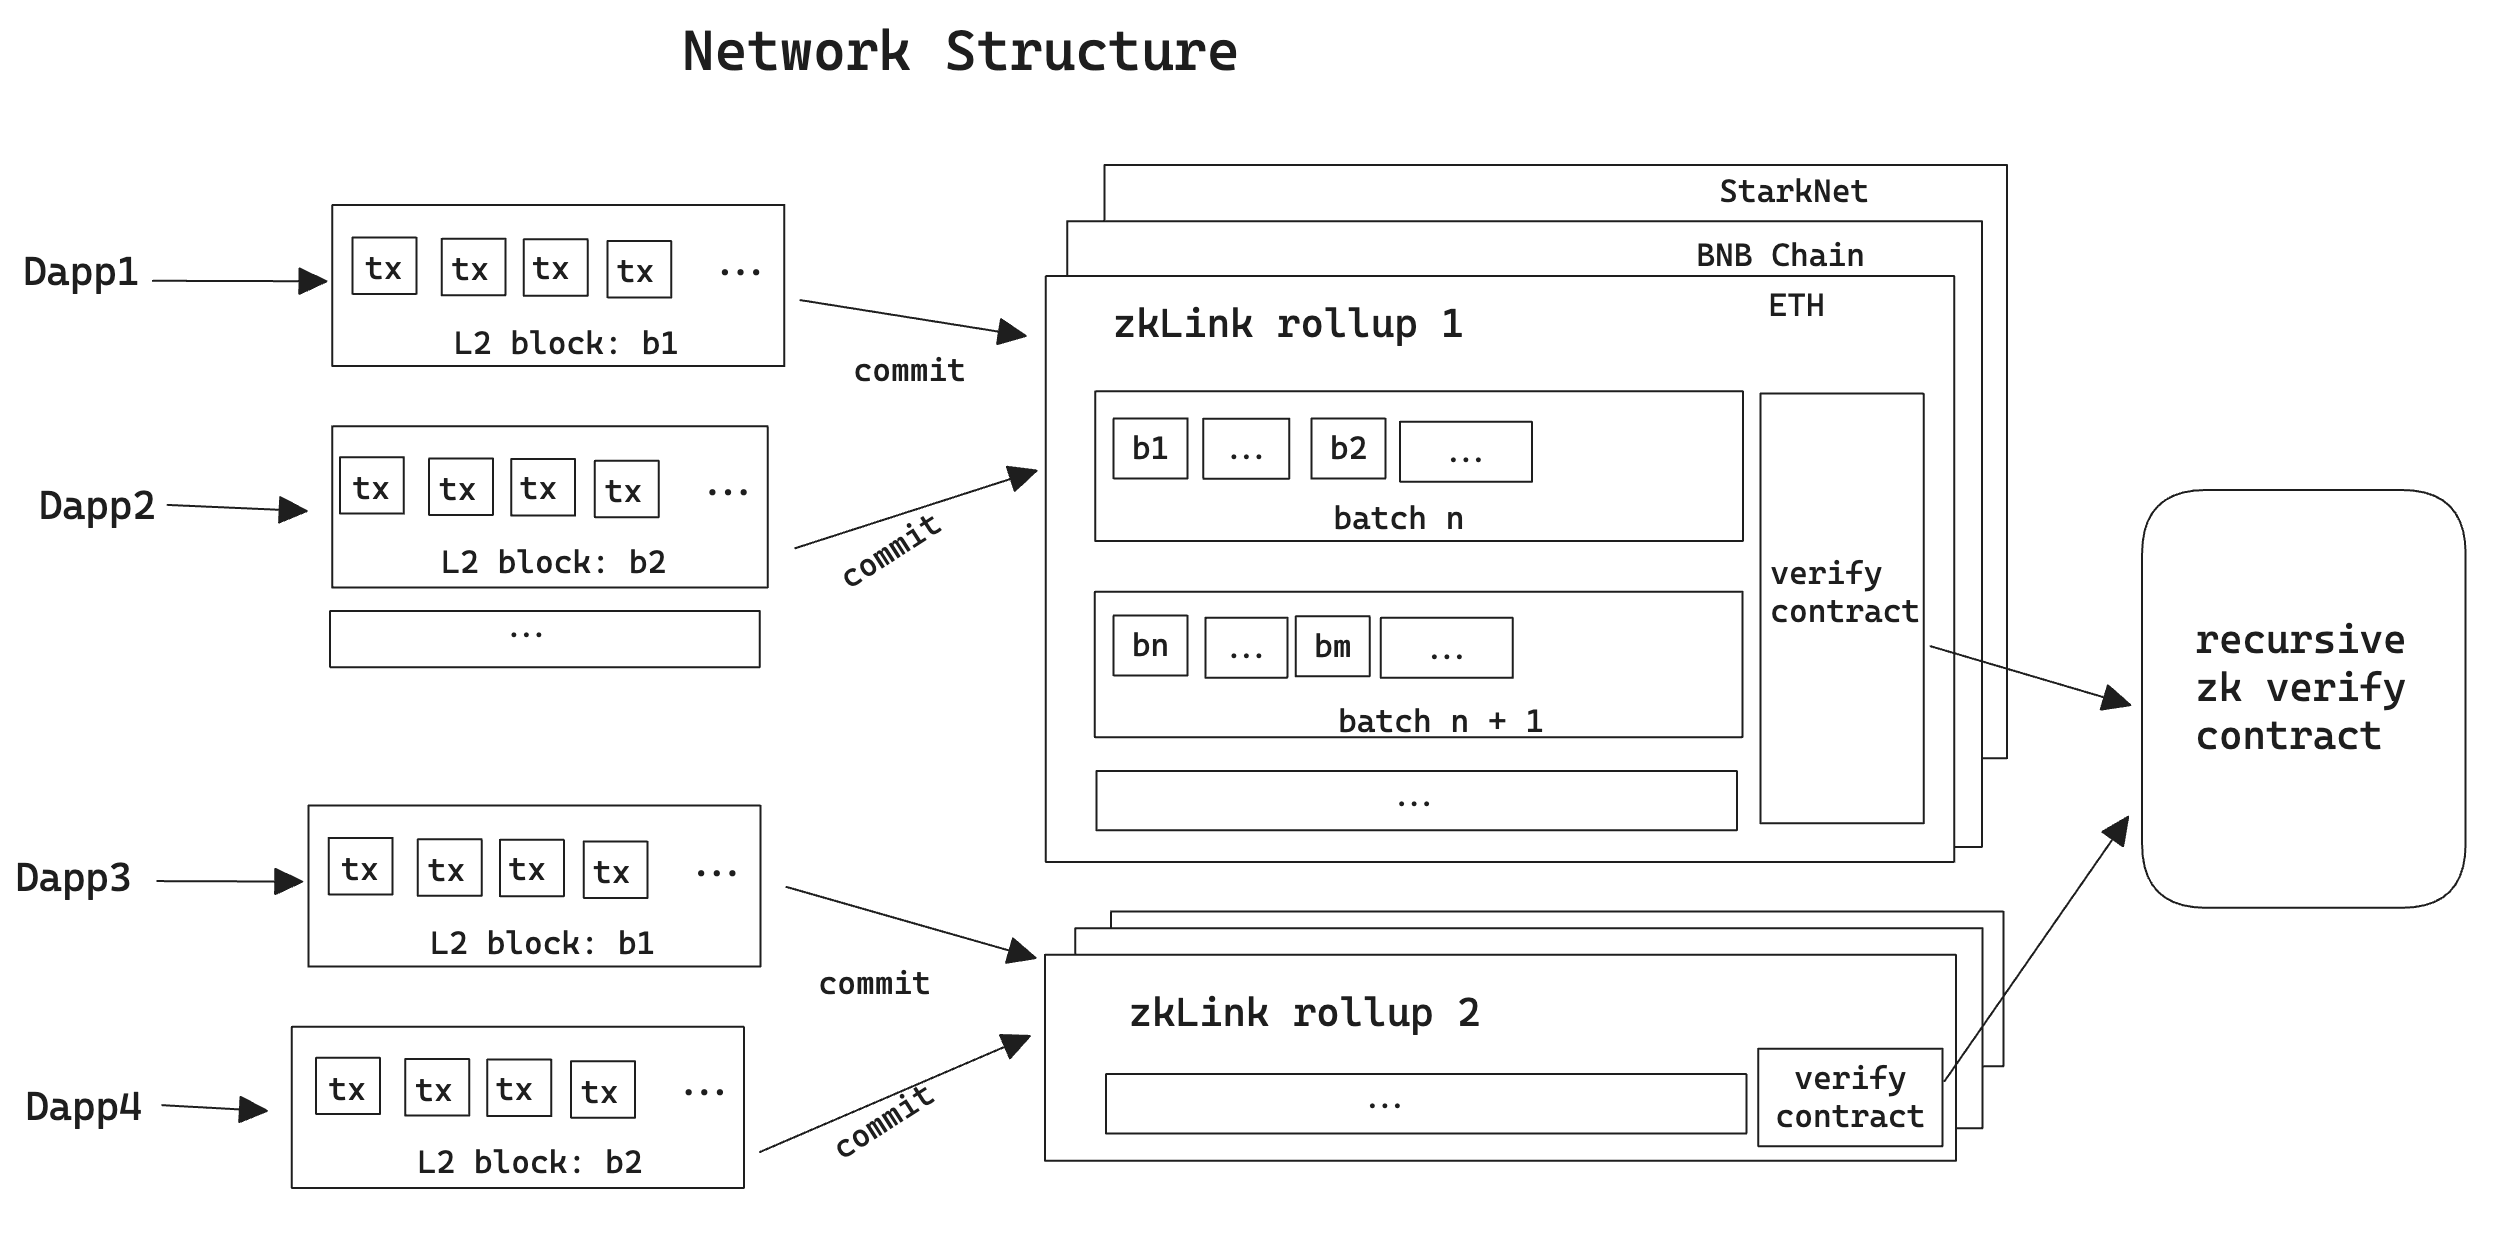 Network Structure
Dapp1
tx tx tx tx ...
L2 block: b1
commit
Dapp2
tx tx tx tx ...
L2 block: b2
commit
...
StarkNet
BNB Chain
ETH
zkLink rollup 1
b1 ... b2 ...
batch n
bn ... bm ...
batch n + 1
...
verify
contract
recursive
zk verify
contract
Dapp3
tx tx tx tx ...
L2 block: b1
commit
Dapp4
tx tx tx tx ...
L2 block: b2
commit
zkLink rollup 2
...
verify
contract